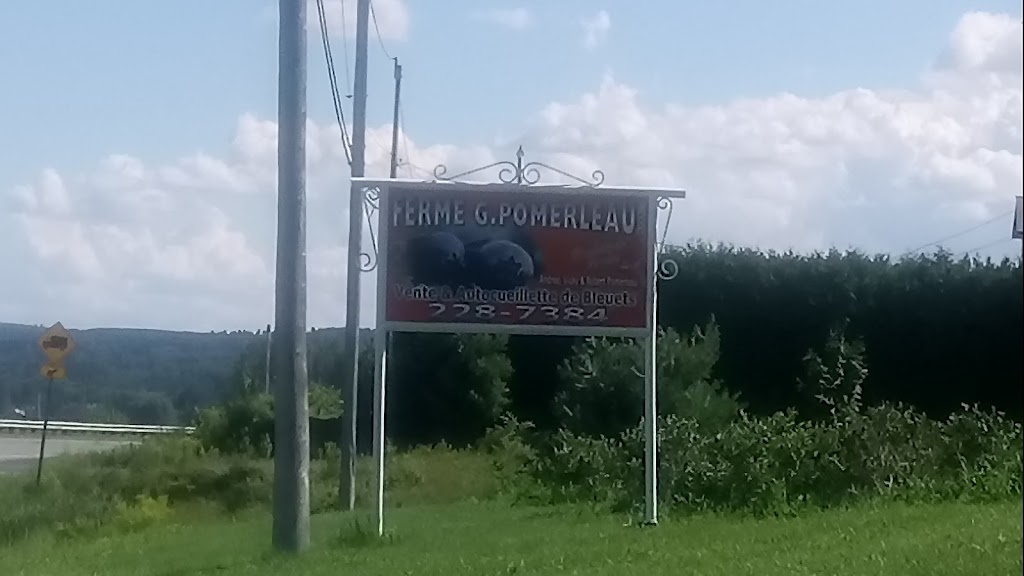 FERME G.POMERLEAU
Vente & Autocueillette de Bleuets
228-7384